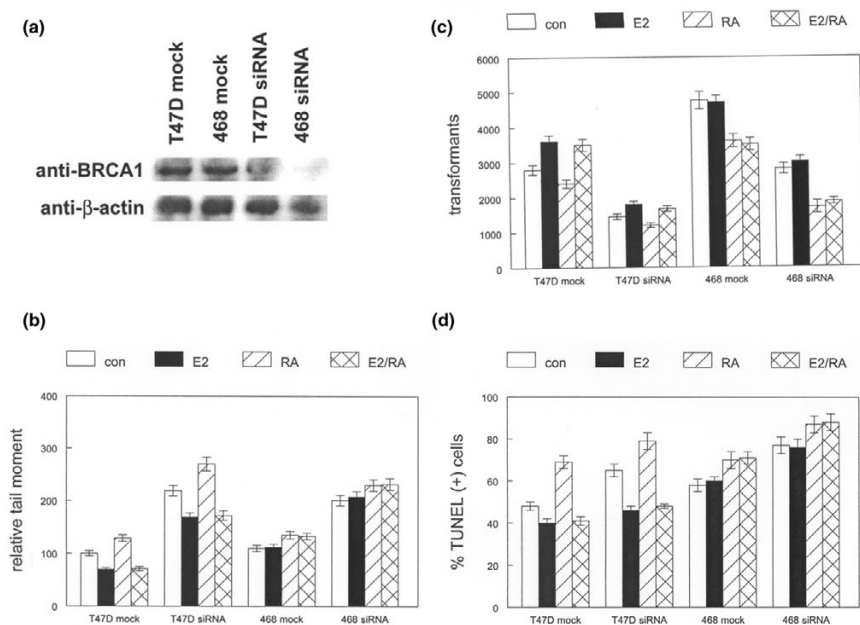 (a)
T47D mock
468 mock
T47D siRNA
468 siRNA
anti-BRCA1
anti-β-actin
(c)
con E2 RA E2/RA
transformants
6000
5000
4000
3000
2000
1000
0
T47D mock T47D siRNA 468 mock 468 siRNA
(b)
con E2 RA E2/RA
relative tail moment
400
300
200
100
0
T47D mock T47D siRNA 468 mock 468 siRNA
(d)
con E2 RA E2/RA
% TUNEL (+) cells
100
80
60
40
20
0
T47D mock T47D siRNA 468 mock 468 siRNA